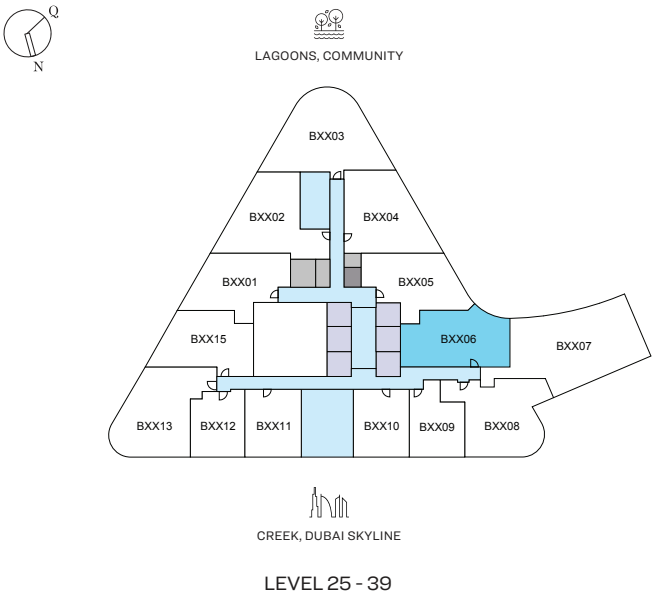 Q
N
LAGOONS, COMMUNITY
BXX03
BXX02
BXX04
BXX01
BXX05
BXX15
BXX06
BXX07
BXX13
BXX12
BXX11
BXX10
BXX09
BXX08
CREEK, DUBAI SKYLINE
LEVEL 25 - 39